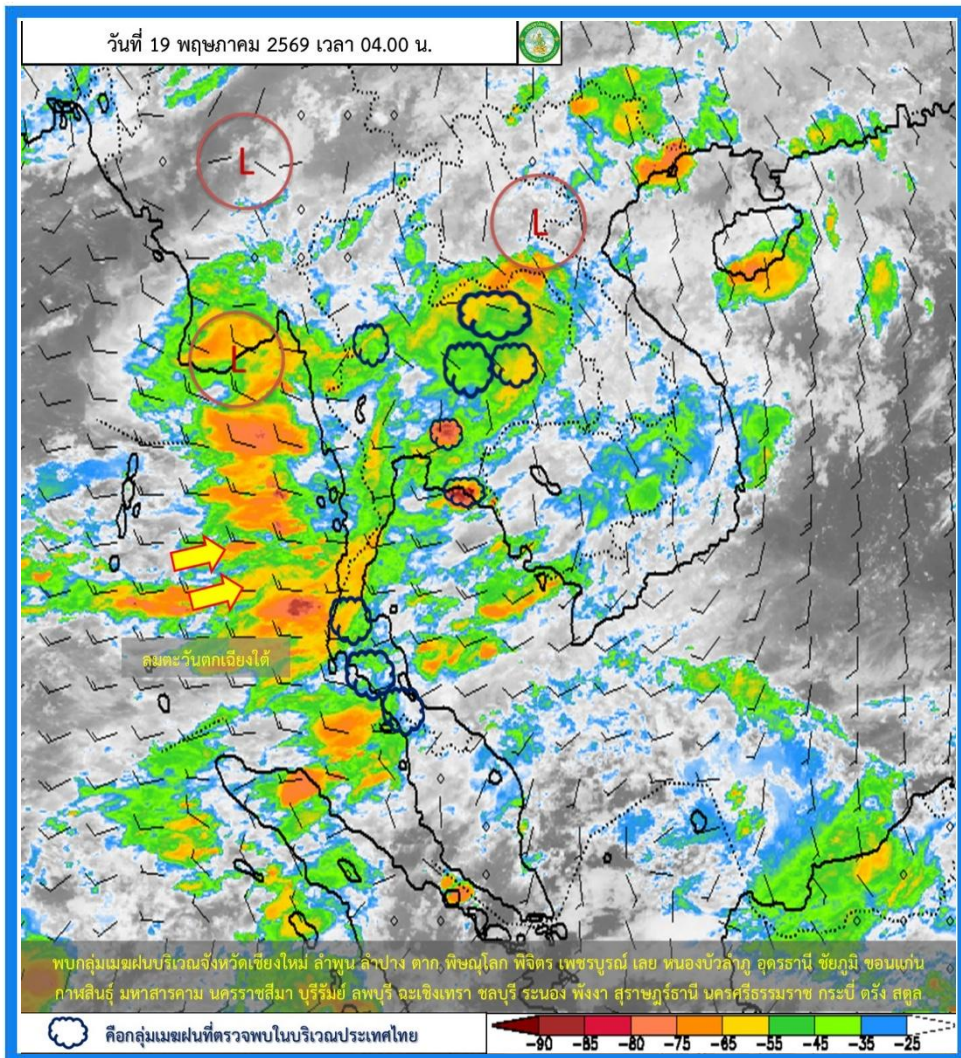 วันที่ 19 พฤษภาคม 2569 เวลา 04.00 น.
L
L
L
ลมตะวันตกเฉียงใต้
พบกลุ่มเมฆฝนบริเวณจังหวัดเชียงใหม่ ลำพูน ลำปาง ตาก พิษณุโลก พิจิตร เพชรบูรณ์ เลย หนองบัวลำภู อุดรธานี ชัยภูมิ ขอนแก่น
กาฬสินธุ์ มหาสารคาม นครราชสีมา บุรีรัมย์ ลพบุรี ฉะเชิงเทรา ชลบุรี ระนอง พังงา สุราษฎร์ธานี นครศรีธรรมราช กระบี่ ตรัง สตูล
คือกลุ่มเมฆฝนที่ตรวจพบในบริเวณประเทศไทย
-90 -85 -80 -75 -65 -55 -45 -35 -25